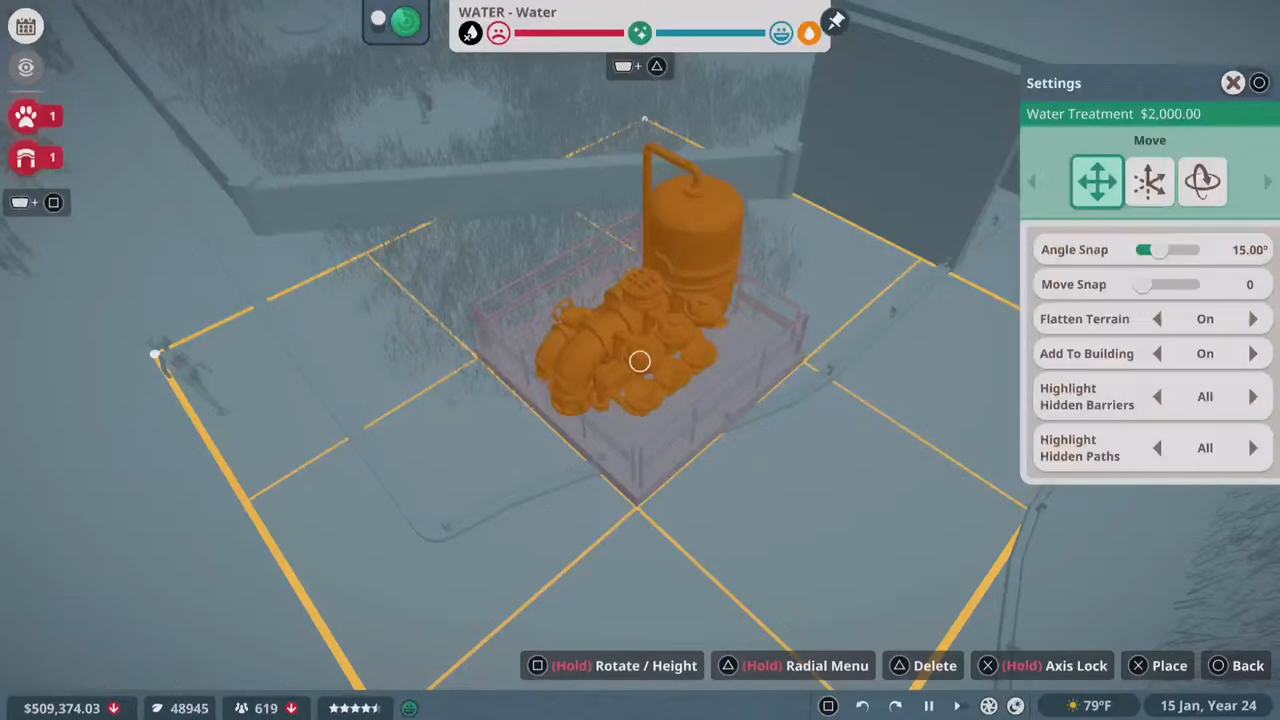 WATER - Water
+
1
1
+
Settings
Water Treatment $2,000.00
Move
Angle Snap 15.00°
Move Snap 0
Flatten Terrain On
Add To Building On
Highlight
Hidden Barriers All
Highlight
Hidden Paths All
(Hold) Rotate / Height (Hold) Radial Menu Delete (Hold) Axis Lock Place Back
$509,374.03 48945 619 79°F 15 Jan, Year 24